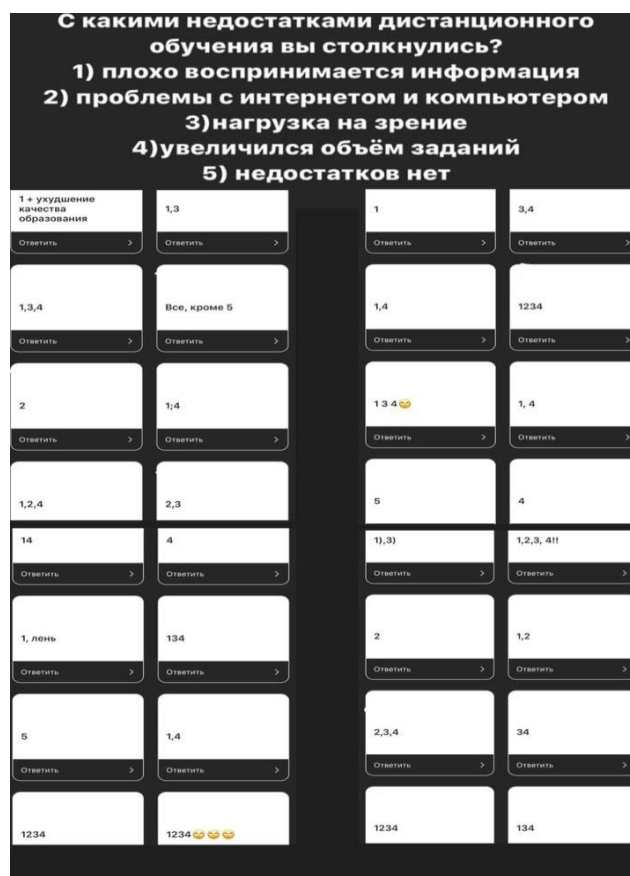 С какими недостатками дистанционного
обучения вы столкнулись?
1) плохо воспринимается информация
2) проблемы с интернетом и компьютером
3)нагрузка на зрение
4)увеличился объём заданий
5) недостатков нет
1 + ухудшение
качества
образования
1,3
Ответить >
Ответить >
1
3,4
Ответить >
Ответить >
1,3,4
Все, кроме 5
Ответить >
Ответить >
1,4
1234
Ответить >
Ответить >
2
1;4
Ответить >
Ответить >
1 3 4😅
1, 4
Ответить >
Ответить >
1,2,4
2,3
5
4
14
4
Ответить >
Ответить >
1),3)
1,2,3, 4!!
Ответить >
Ответить >
1, лень
134
Ответить >
Ответить >
2
1,2
Ответить >
Ответить >
5
1,4
Ответить >
Ответить >
2,3,4
34
Ответить >
Ответить >
1234
1234😅😅😅
1234
134